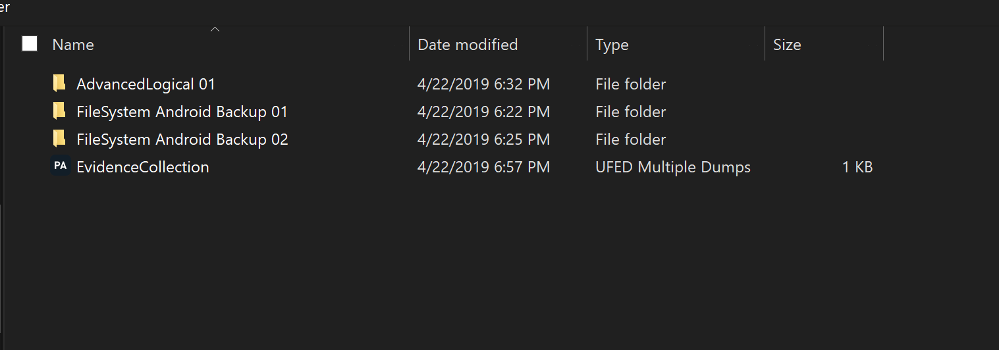 er
Name Date modified Type Size
AdvancedLogical 01 4/22/2019 6:32 PM File folder
FileSystem Android Backup 01 4/22/2019 6:22 PM File folder
FileSystem Android Backup 02 4/22/2019 6:25 PM File folder
PA EvidenceCollection 4/22/2019 6:57 PM UFED Multiple Dumps 1 KB